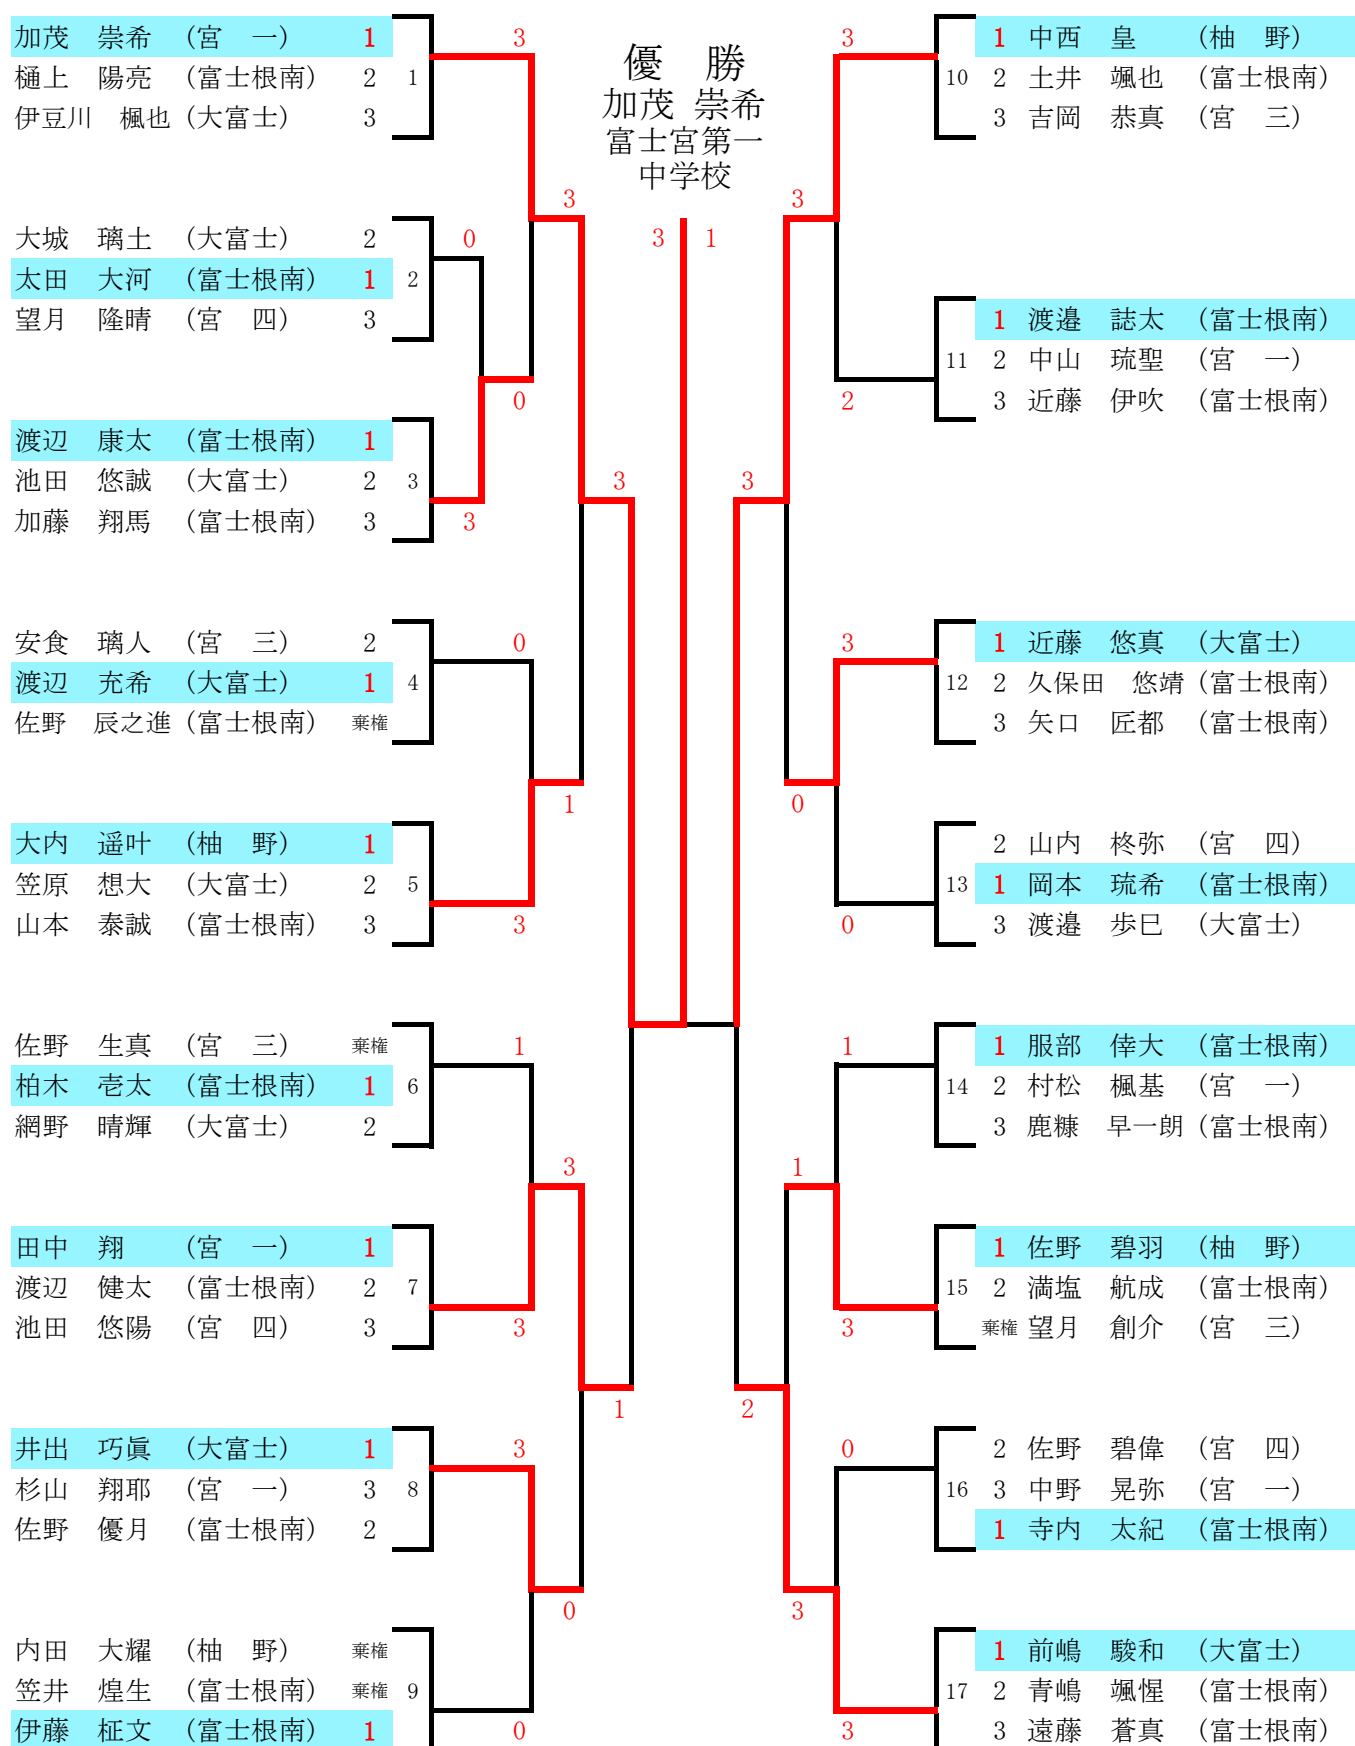 優　勝
加茂 崇希
富士宮第一
中学校
3 1
加茂　崇希　（宮　一） 1
樋上　陽亮　（富士根南） 2
伊豆川　楓也（大富士） 3
1
3
大城　璃土　（大富士） 2
太田　大河　（富士根南） 1
望月　隆晴　（宮　四） 3
2
0
渡辺　康太　（富士根南） 1
池田　悠誠　（大富士） 2
加藤　翔馬　（富士根南） 3
3
3
0
3
安食　璃人　（宮　三） 2
渡辺　充希　（大富士） 1
佐野　辰之進（富士根南） 棄権
4
0
大内　遥叶　（柚　野） 1
笠原　想大　（大富士） 2
山本　泰誠　（富士根南） 3
5
3
1
3
佐野　生真　（宮　三） 棄権
柏木　壱太　（富士根南） 1
網野　晴輝　（大富士） 2
6
1
田中　翔　　（宮　一） 1
渡辺　健太　（富士根南） 2
池田　悠陽　（宮　四） 3
7
3
3
井出　巧眞　（大富士） 1
杉山　翔耶　（宮　一） 3
佐野　優月　（富士根南） 2
8
3
内田　大耀　（柚　野） 棄権
笠井　煌生　（富士根南） 棄権
伊藤　柾文　（富士根南） 1
9
0
0
1
1 中西　皇　　（柚　野）
2 土井　颯也　（富士根南）
3 吉岡　恭真　（宮　三）
10
3
1 渡邉　誌太　（富士根南）
2 中山　琉聖　（宮　一）
3 近藤　伊吹　（富士根南）
11
2
3
1 近藤　悠真　（大富士）
2 久保田　悠靖（富士根南）
3 矢口　匠都　（富士根南）
12
3
2 山内　柊弥　（宮　四）
1 岡本　琉希　（富士根南）
3 渡邉　歩巳　（大富士）
13
0
0
3
1 服部　倖大　（富士根南）
2 村松　楓基　（宮　一）
3 鹿糠　早一朗（富士根南）
14
1
1 佐野　碧羽　（柚　野）
2 満塩　航成　（富士根南）
棄権 望月　創介　（宮　三）
15
3
1
2 佐野　碧偉　（宮　四）
3 中野　晃弥　（宮　一）
1 寺内　太紀　（富士根南）
16
0
1 前嶋　駿和　（大富士）
2 青嶋　颯惺　（富士根南）
3 遠藤　蒼真　（富士根南）
17
3
3
2